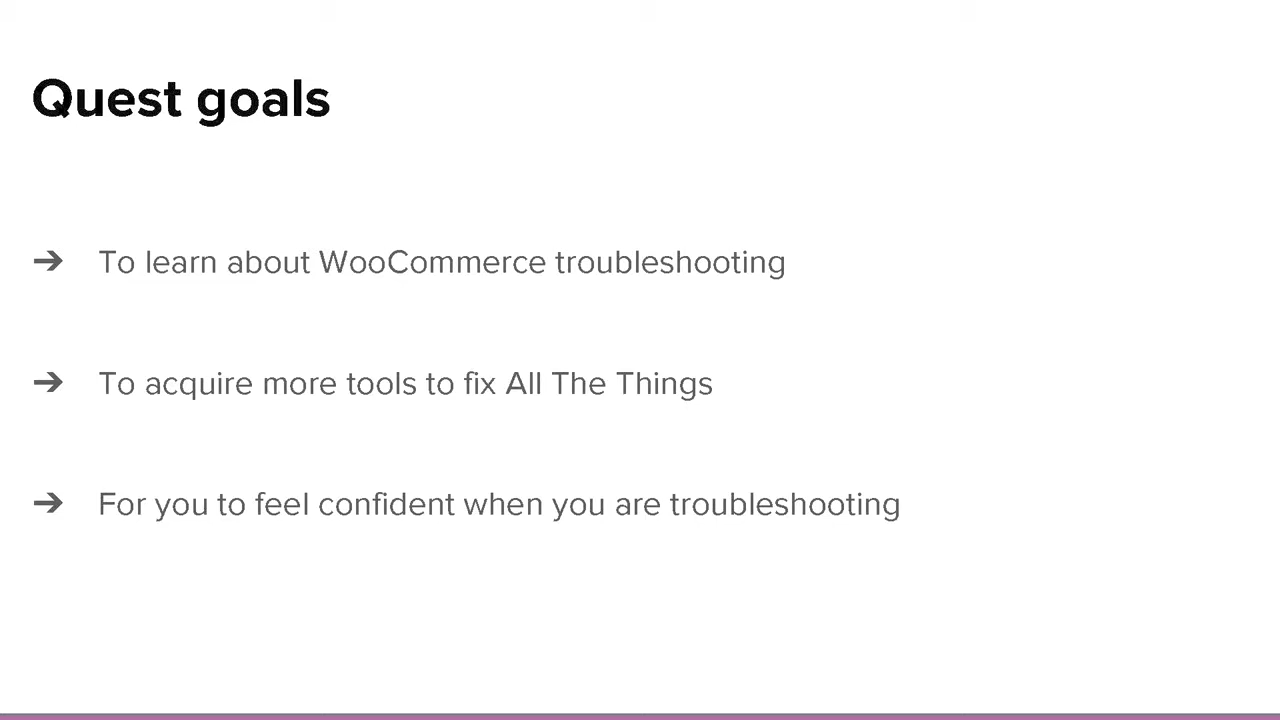 Quest goals
➔ To learn about WooCommerce troubleshooting
➔ To acquire more tools to fix All The Things
➔ For you to feel confident when you are troubleshooting